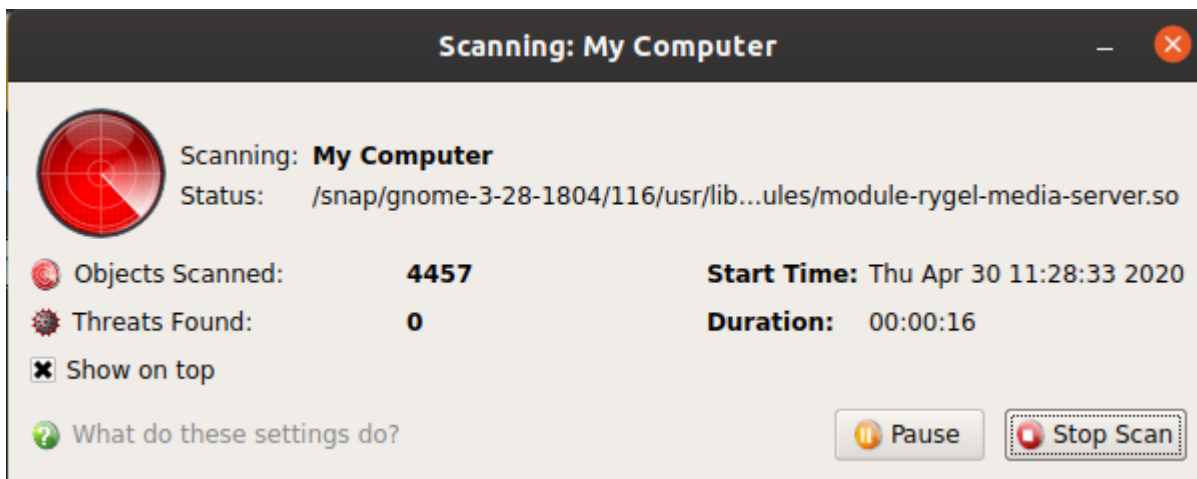 Scanning: My Computer
Scanning: My Computer
Status: /snap/gnome-3-28-1804/116/usr/lib...ules/module-rygel-media-server.so
Objects Scanned: 4457 Start Time: Thu Apr 30 11:28:33 2020
Threats Found: 0 Duration: 00:00:16
Show on top
What do these settings do? Pause Stop Scan